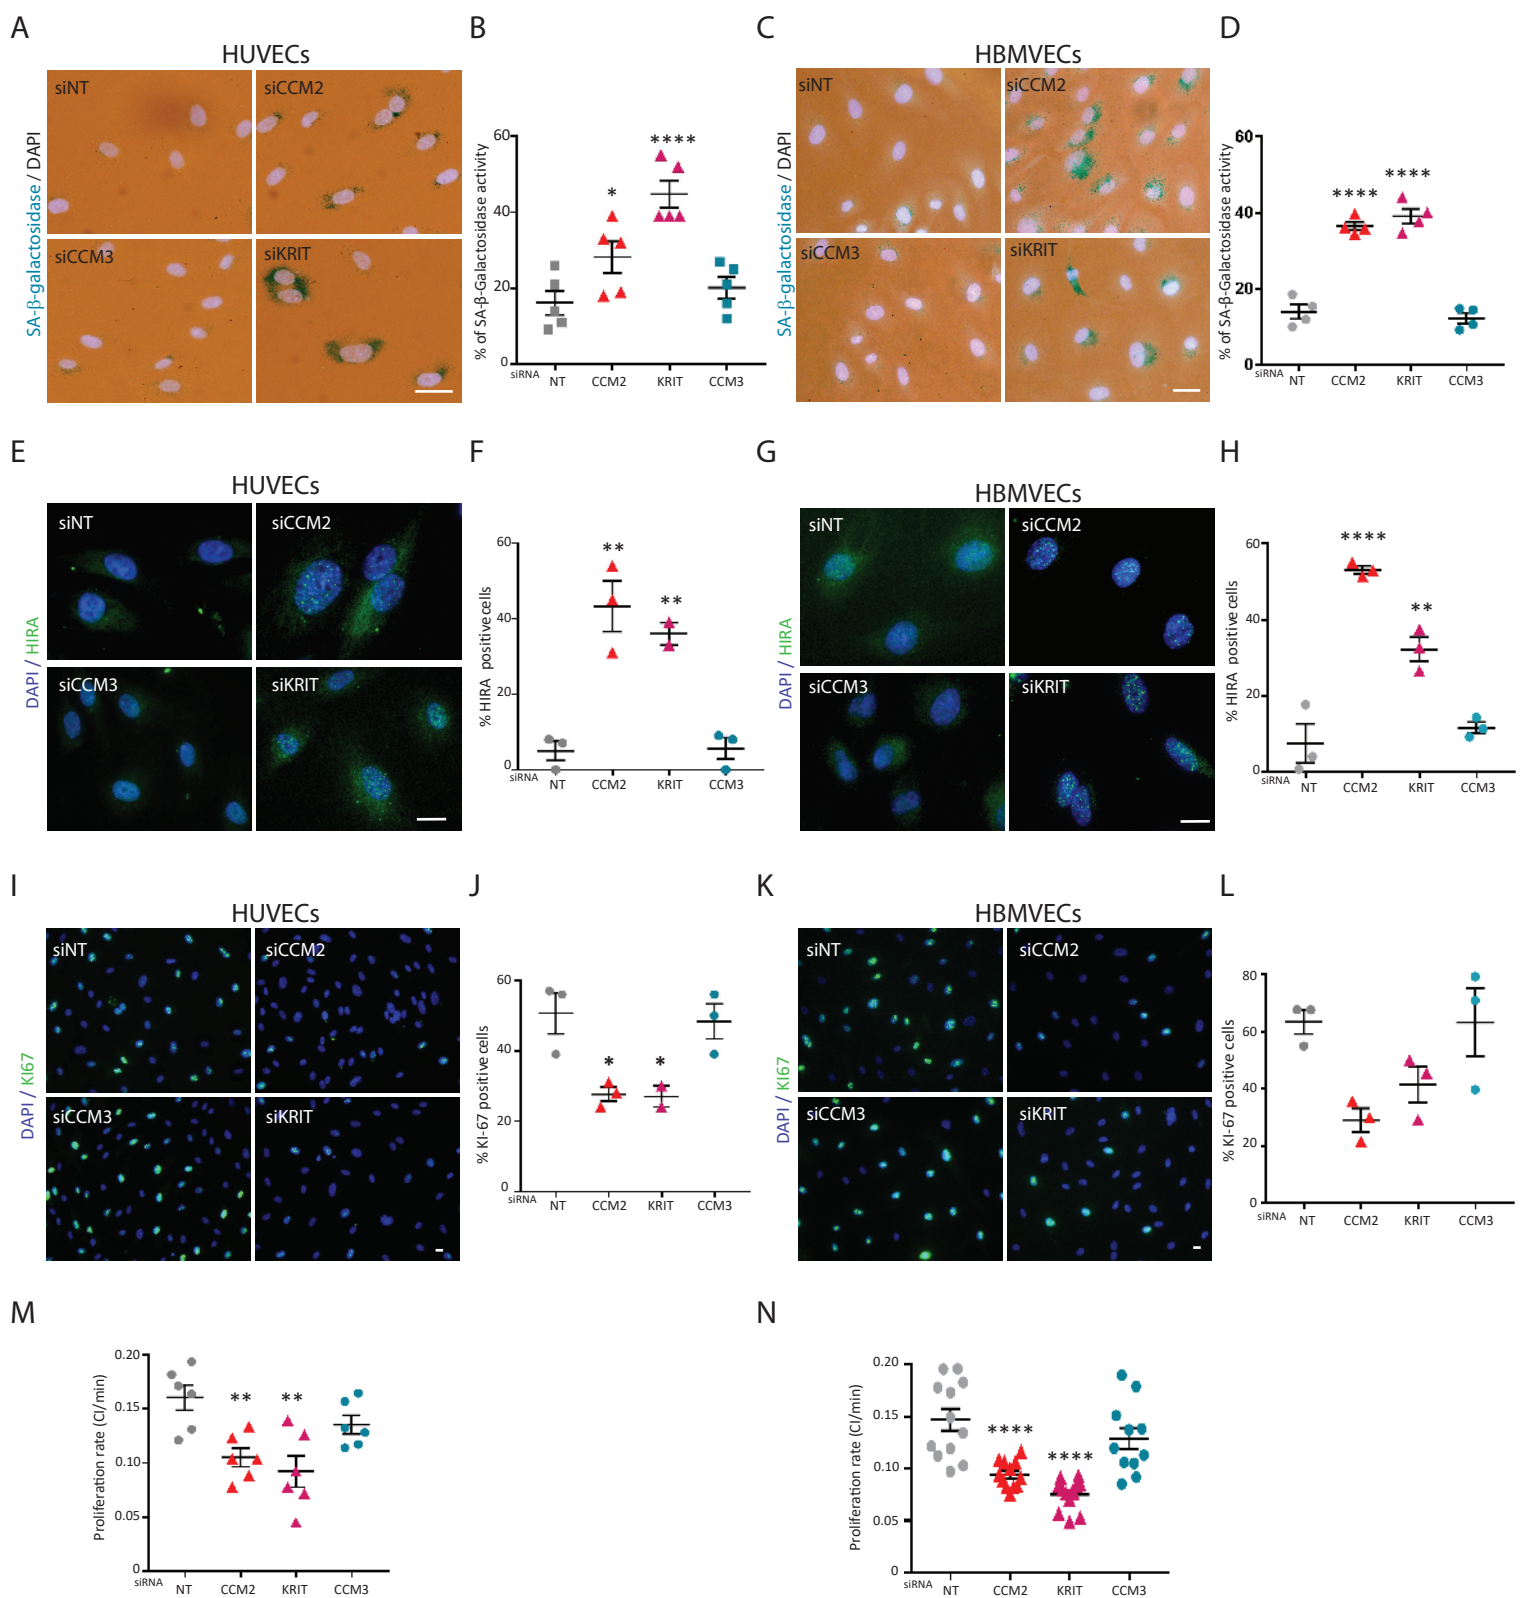 A
B
C
D
HUVECs
HBMVECs
siNT
siCCM2
siCCM3
siKRIT
SA-β-galactosidase / DAPI
% of SA-β-Galactosidase activity
60
40
20
0
*
****
siRNA
NT
CCM2
KRIT
CCM3
siNT
siCCM2
siCCM3
siKRIT
SA-β-galactosidase / DAPI
% of SA-β-Galactosidase activity
60
40
20
0
****
****
siRNA
NT
CCM2
KRIT
CCM3
E
F
G
H
HUVECs
HBMVECs
siNT
siCCM2
siCCM3
siKRIT
DAPI / HIRA
% HIRA positive cells
60
40
20
0
**
**
siRNA
NT
CCM2
KRIT
CCM3
siNT
siCCM2
siCCM3
siKRIT
DAPI / HIRA
% HIRA positive cells
60
40
20
0
****
**
siRNA
NT
CCM2
KRIT
CCM3
I
J
K
L
HUVECs
HBMVECs
siNT
siCCM2
siCCM3
siKRIT
DAPI / KI67
% KI-67 positive cells
60
40
20
0
*
*
siRNA
NT
CCM2
KRIT
CCM3
siNT
siCCM2
siCCM3
siKRIT
DAPI / KI67
% KI-67 positive cells
80
60
40
20
0
siRNA
NT
CCM2
KRIT
CCM3
M
N
Proliferation rate (CI/min)
0.20
0.15
0.10
0.05
0
**
**
siRNA
NT
CCM2
KRIT
CCM3
Proliferation rate (CI/min)
0.20
0.15
0.10
0.05
0
****
****
siRNA
NT
CCM2
KRIT
CCM3